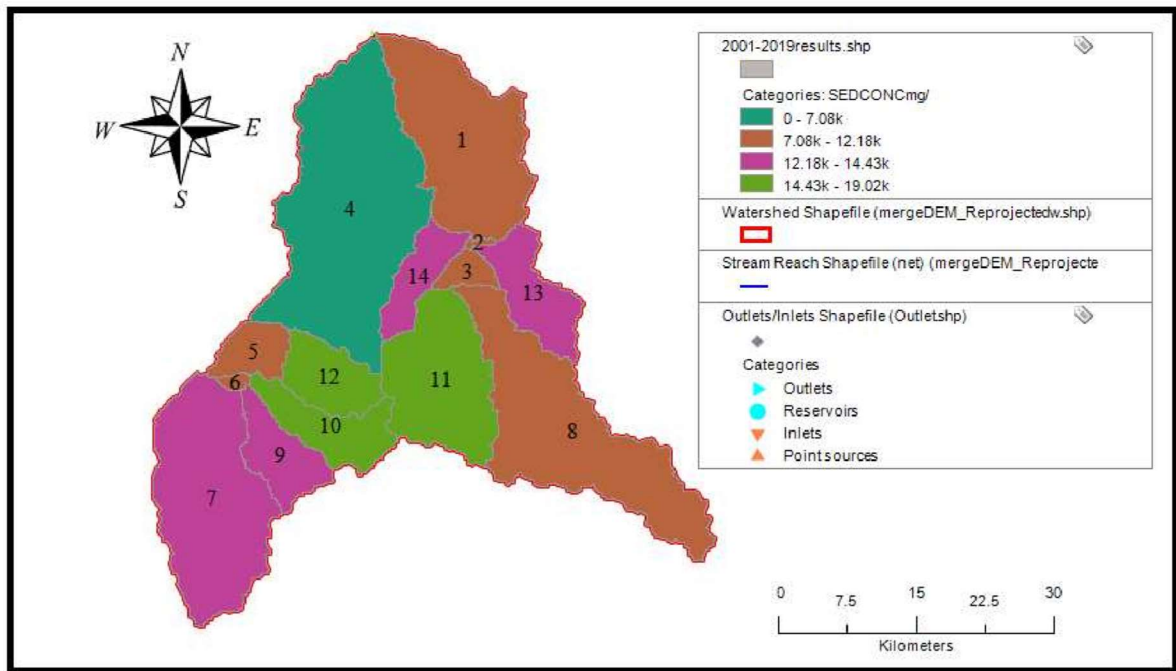 N
W
E
S
1
4
2
3
14
13
5
12
6
11
10
8
9
7
2001-2019results.shp
Categories: SEDCONCmg/
0 - 7.08k
7.08k - 12.18k
12.18k - 14.43k
14.43k - 19.02k
Watershed Shapefile (mergeDEM_Reprojectedw.shp)
Stream Reach Shapefile (net) (mergeDEM_Reprojecte
Outlets/Inlets Shapefile (Outlet.shp)
Categories
Outlets
Reservoirs
Inlets
Point sources
0 7.5 15 22.5 30
Kilometers